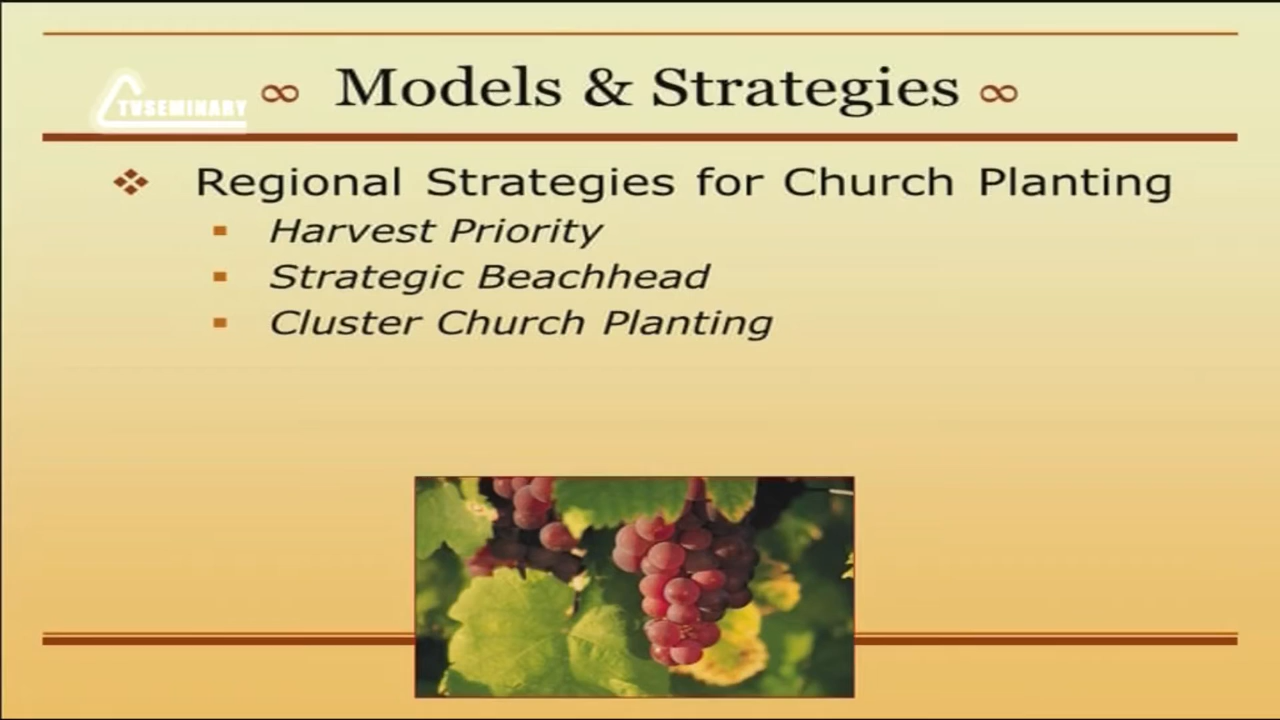 TVSEMINARY
∞ Models & Strategies ∞
❖ Regional Strategies for Church Planting
▪ Harvest Priority
▪ Strategic Beachhead
▪ Cluster Church Planting